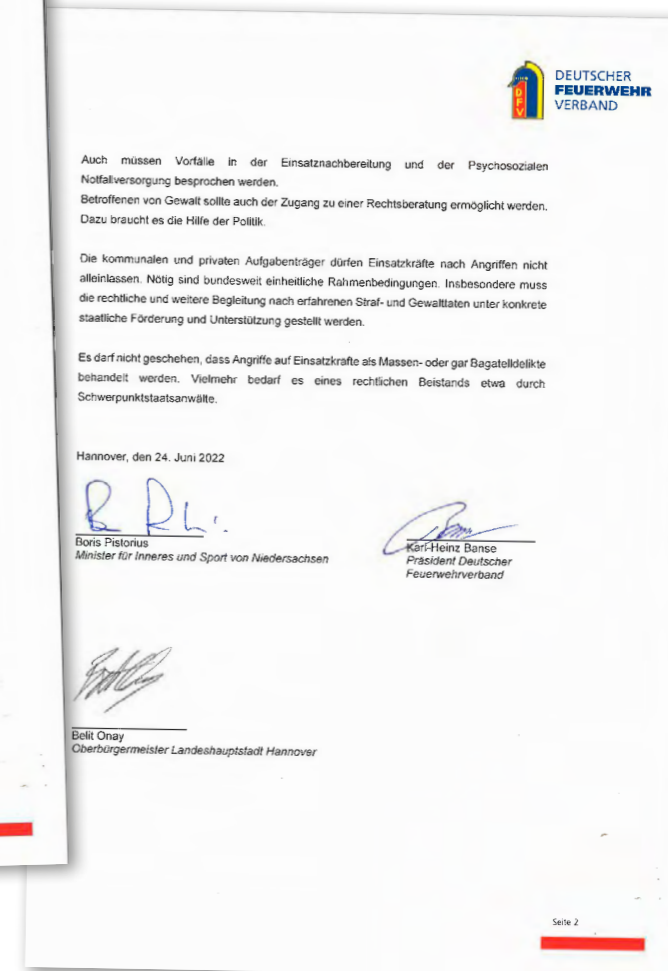 DFV
DEUTSCHER
FEUERWEHR
VERBAND
Auch müssen Vorfälle in der Einsatznachbereitung und der Psychosozialen
Notfallversorgung besprochen werden.
Betroffenen von Gewalt sollte auch der Zugang zu einer Rechtsberatung ermöglicht werden.
Dazu braucht es die Hilfe der Politik.
Die kommunalen und privaten Aufgabenträger dürfen Einsatzkräfte nach Angriffen nicht
alleinlassen. Nötig sind bundesweit einheitliche Rahmenbedingungen. Insbesondere muss
die rechtliche und weitere Begleitung nach erfahrenen Straf- und Gewalttaten unter konkrete
staatliche Förderung und Unterstützung gestellt werden.
Es darf nicht geschehen, dass Angriffe auf Einsatzkräfte als Massen- oder gar Bagatelldelikte
behandelt werden. Vielmehr bedarf es eines rechtlichen Beistands etwa durch
Schwerpunktstaatsanwälte.
Hannover, den 24. Juni 2022
Boris Pistorius
Minister für Inneres und Sport von Niedersachsen
Karl-Heinz Banse
Präsident Deutscher
Feuerwehrverband
Belit Onay
Oberbürgermeister Landeshauptstadt Hannover
Seite 2